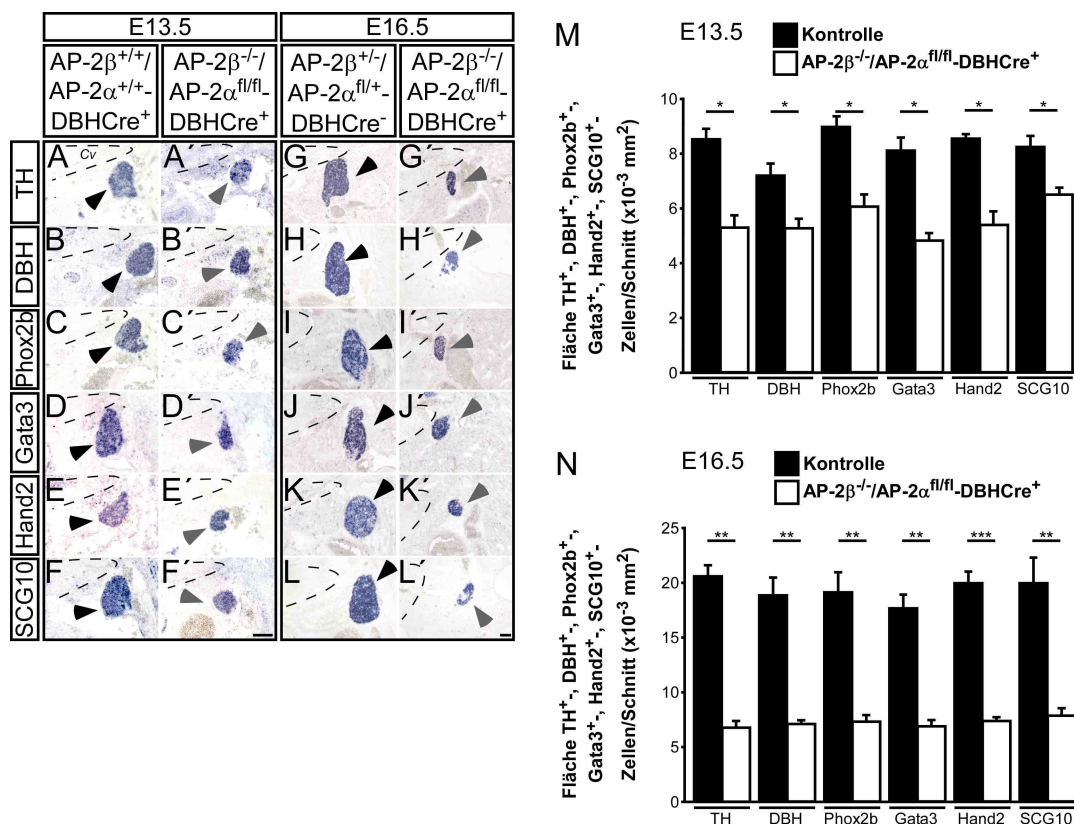 E13.5 E16.5
AP-2β+/+/ AP-2α+/+- DBHCre+
AP-2β-/-/ AP-2αfl/fl- DBHCre+
AP-2β+/-/ AP-2αfl/+- DBHCre-
AP-2β-/-/ AP-2αfl/fl- DBHCre+
TH
A Cv A´ G G´
DBH
B B´ H H´
Phox2b
C C´ I I´
Gata3
D D´ J J´
Hand2
E E´ K K´
SCG10
F F´ L L´
M E13.5
Kontrolle
AP-2β-/-/AP-2αfl/fl-DBHCre+
Fläche TH+-, DBH+-, Phox2b+-,
Gata3+-, Hand2+-, SCG10+-
Zellen/Schnitt (x10-3 mm2)
10
8
6
4
2
0
* * * * * *
TH DBH Phox2b Gata3 Hand2 SCG10
N E16.5
Kontrolle
AP-2β-/-/AP-2αfl/fl-DBHCre+
Fläche TH+-, DBH+-, Phox2b+-,
Gata3+-, Hand2+-, SCG10+-
Zellen/Schnitt (x10-3 mm2)
25
20
15
10
5
0
** ** ** ** *** **
TH DBH Phox2b Gata3 Hand2 SCG10